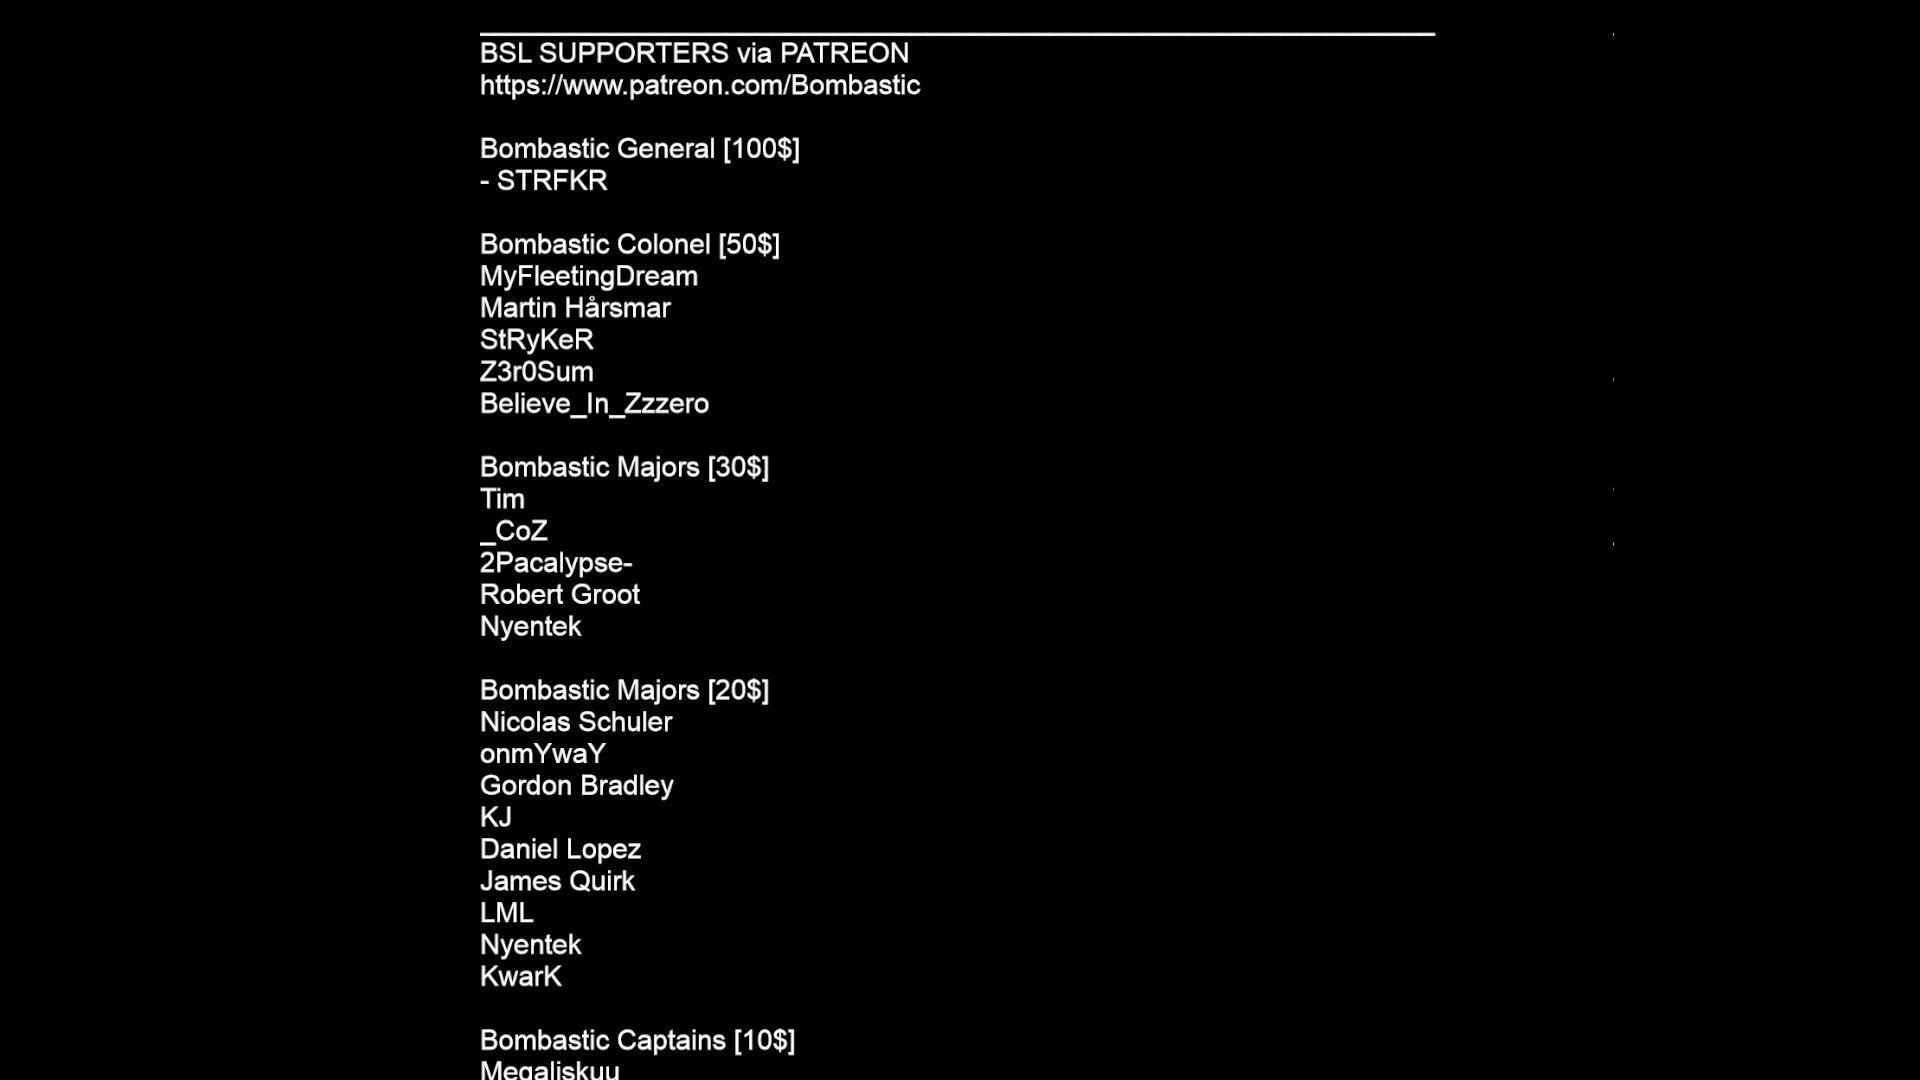 BSL SUPPORTERS via PATREON
https://www.patreon.com/Bombastic
Bombastic General [100$]
- STRFKR
Bombastic Colonel [50$]
MyFleetingDream
Martin Hårsmar
StRyKeR
Z3r0Sum
Believe_In_Zzzero
Bombastic Majors [30$]
Tim
_CoZ
2Pacalypse-
Robert Groot
Nyentek
Bombastic Majors [20$]
Nicolas Schuler
onmYwaY
Gordon Bradley
KJ
Daniel Lopez
James Quirk
LML
Nyentek
KwarK
Bombastic Captains [10$]
Megaliskuu